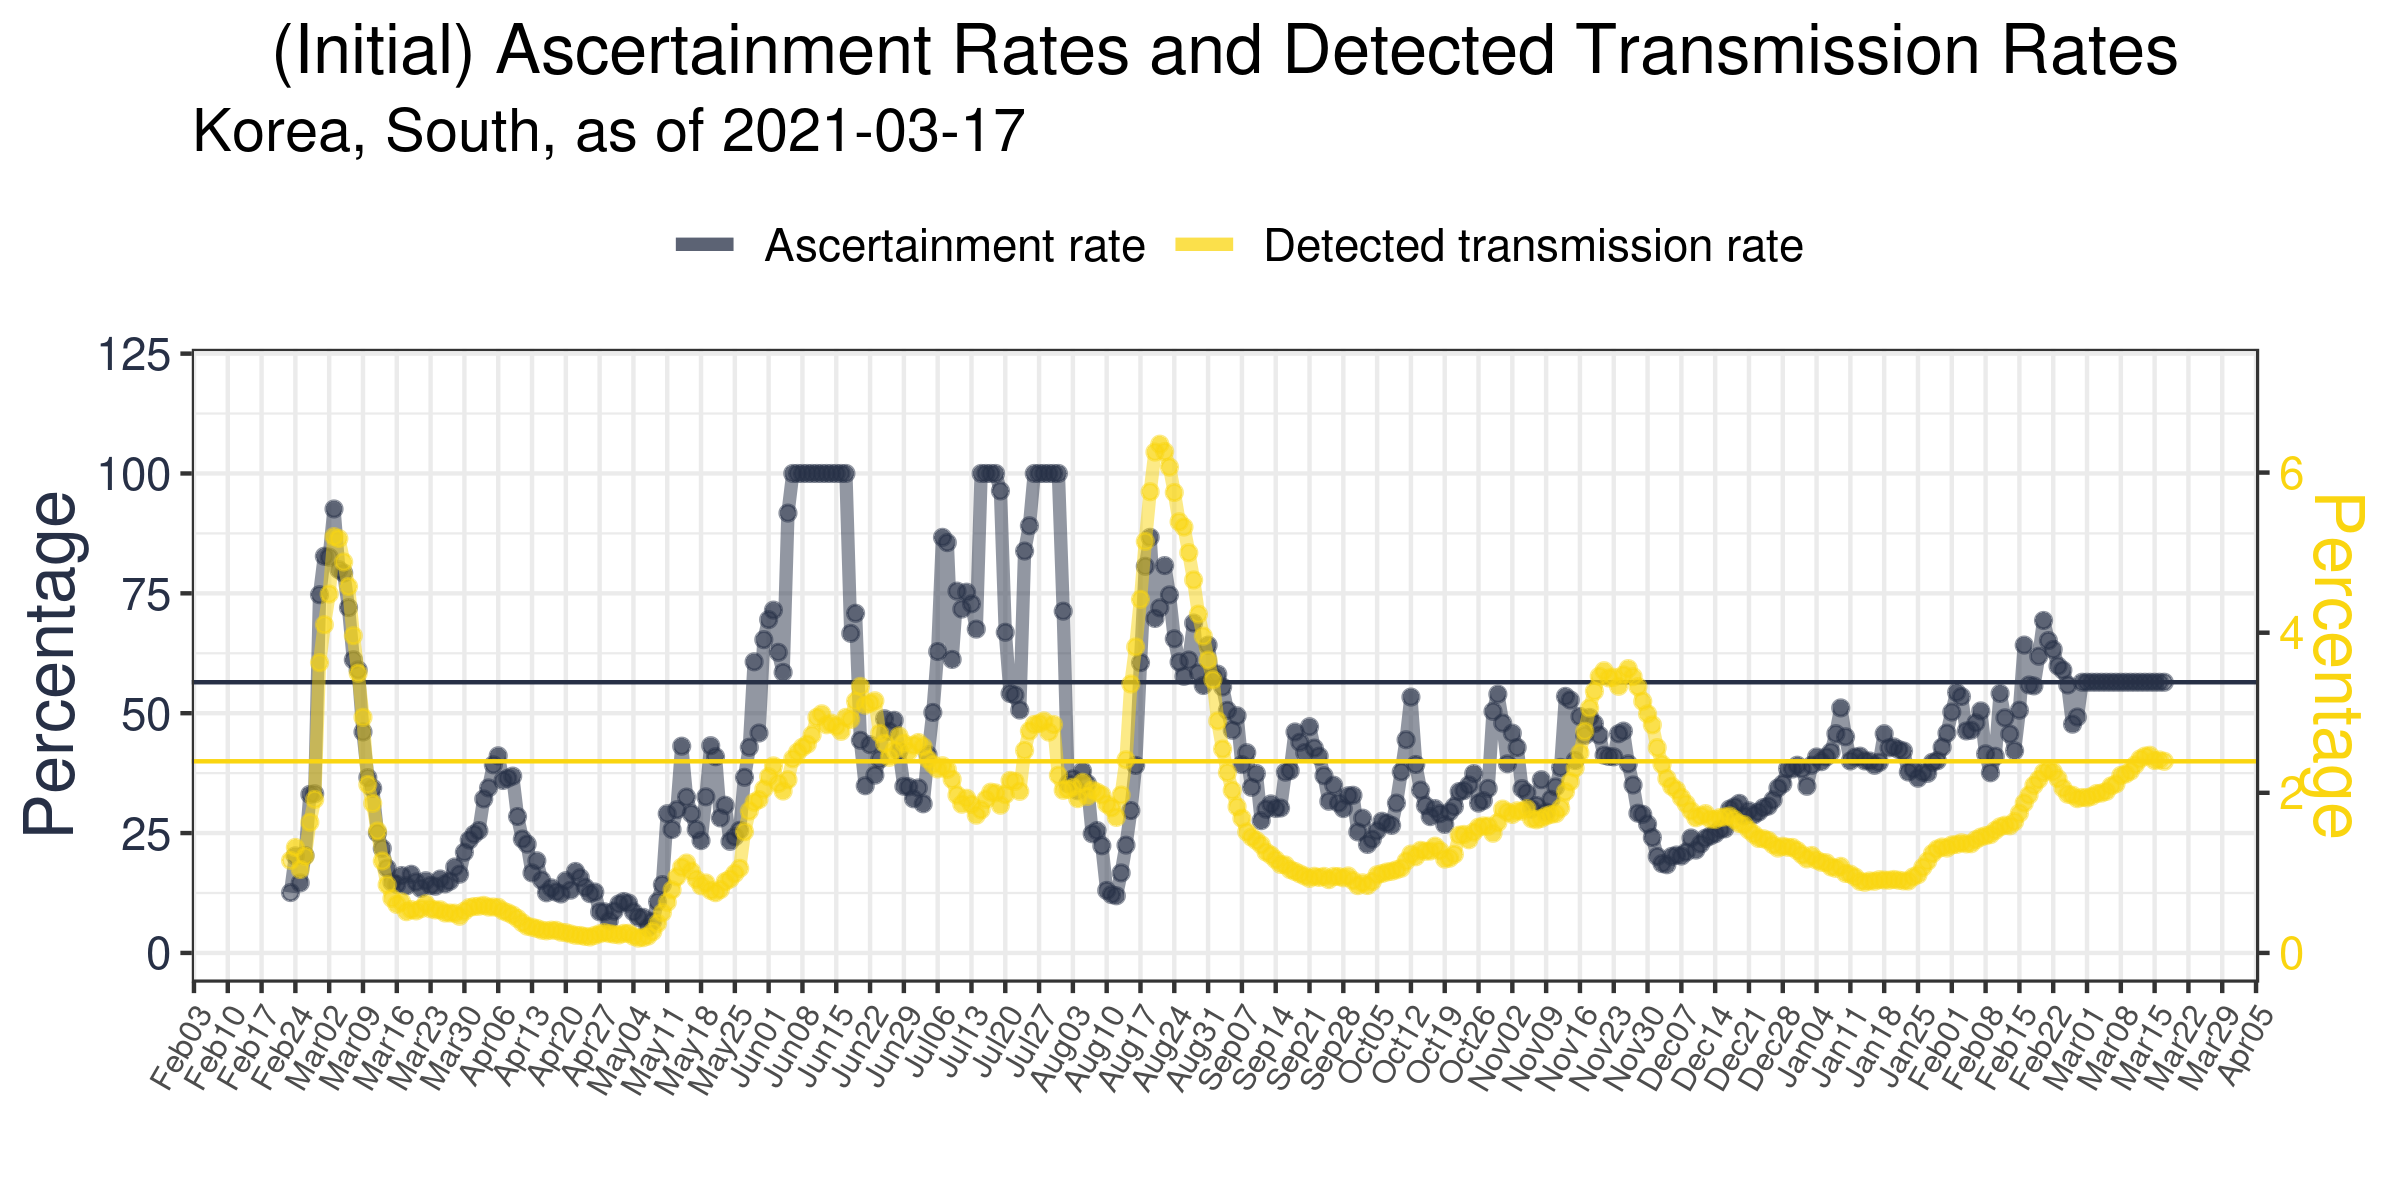 (Initial) Ascertainment Rates and Detected Transmission Rates
Korea, South, as of 2021-03-17
Ascertainment rate
Detected transmission rate
Percentage
125
100
75
50
25
0
6
4
2
0
Percentage
Feb03
Feb10
Feb17
Feb24
Mar02
Mar09
Mar16
Mar23
Mar30
Apr06
Apr13
Apr20
Apr27
May04
May11
May18
May25
Jun01
Jun08
Jun15
Jun22
Jun29
Jul06
Jul13
Jul20
Jul27
Aug03
Aug10
Aug17
Aug24
Aug31
Sep07
Sep14
Sep21
Sep28
Oct05
Oct12
Oct19
Oct26
Nov02
Nov09
Nov16
Nov23
Nov30
Dec07
Dec14
Dec21
Dec28
Dec04
Jan11
Jan18
Jan25
Feb01
Feb08
Feb15
Feb22
Mar01
Mar08
Mar15
Mar22
Mar29
Apr05